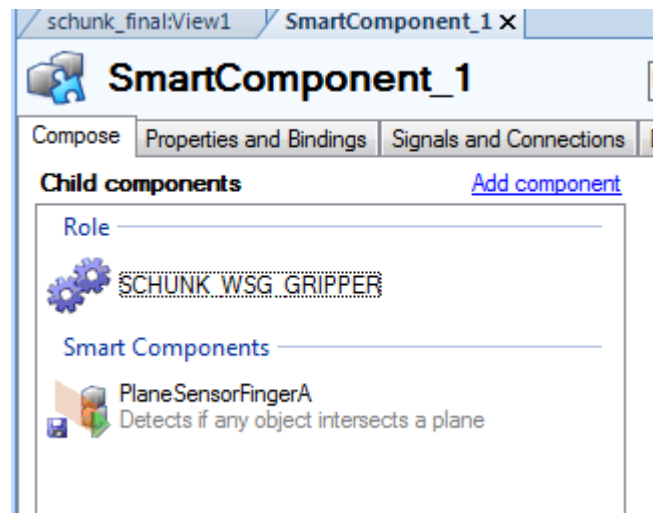 schunk_final:View1 SmartComponent_1 X
SmartComponent_1
Compose Properties and Bindings Signals and Connections
Child components Add component
Role
SCHUNK_WSG_GRIPPER
Smart Components
PlaneSensorFingerA
Detects if any object intersects a plane